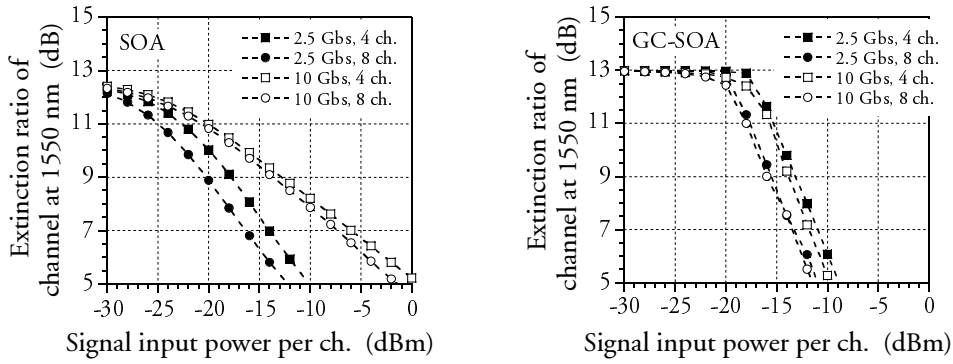 15
13
11
9
7
5
-30
-25
-20
-15
-10
-5
0
Extinction ratio of
channel at 1550 nm (dB)
Signal input power per ch. (dBm)
SOA
2.5 Gbs, 4 ch.
2.5 Gbs, 8 ch.
10 Gbs, 4 ch.
10 Gbs, 8 ch.
15
13
11
9
7
5
-30
-25
-20
-15
-10
-5
0
Extinction ratio of
channel at 1550 nm (dB)
Signal input power per ch. (dBm)
GC-SOA
2.5 Gbs, 4 ch.
2.5 Gbs, 8 ch.
10 Gbs, 4 ch.
10 Gbs, 8 ch.